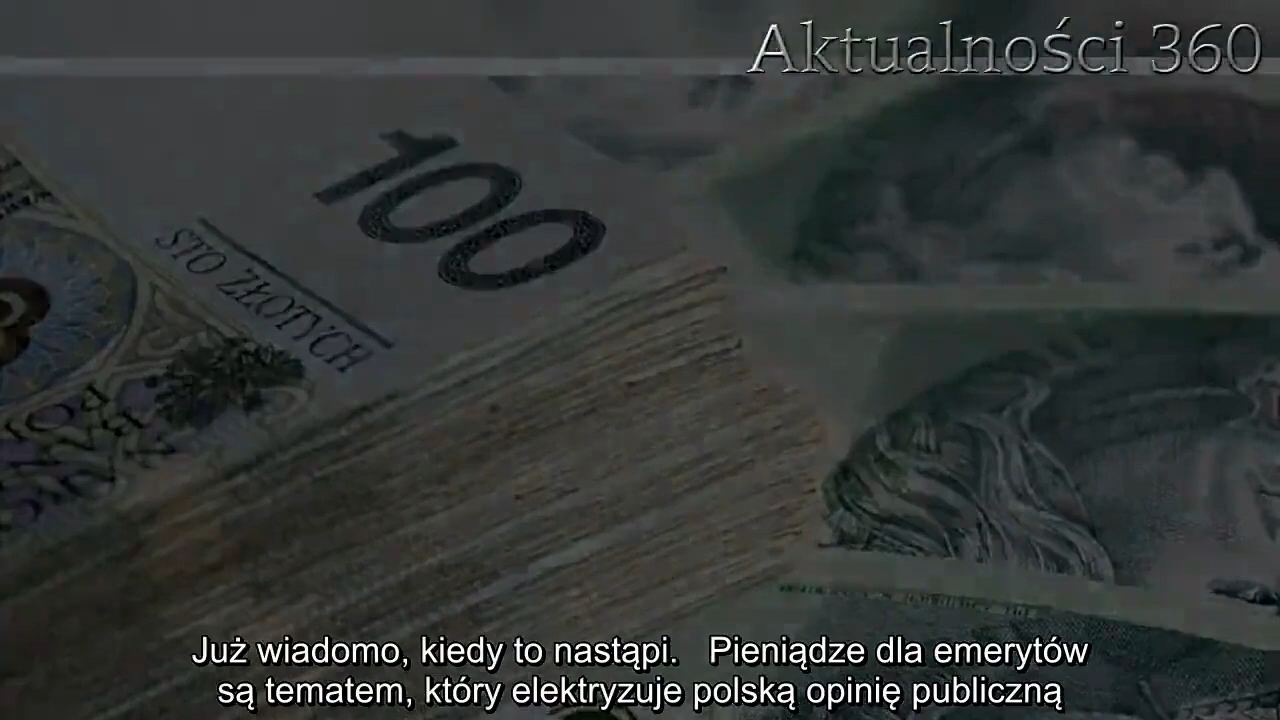 Aktualności 360
100
STO ZŁOTYCH
Już wiadomo, kiedy to nastąpi. Pieniądze dla emerytów
są tematem, który elektryzuje polską opinię publiczną